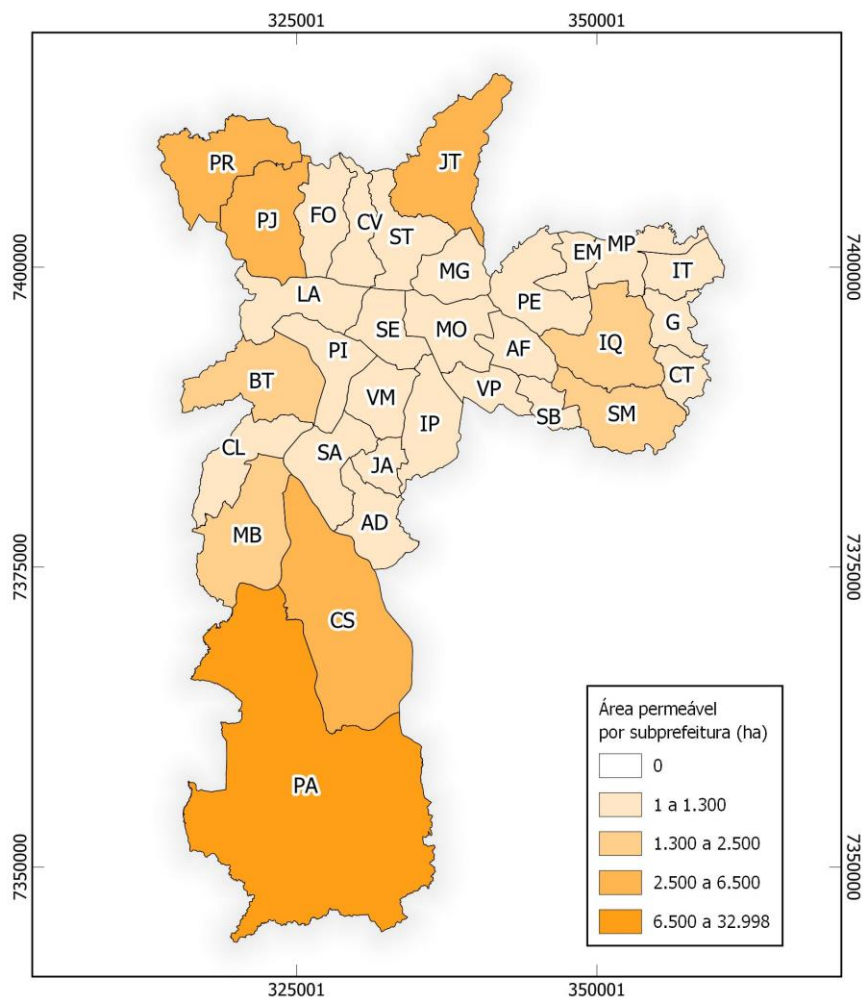 325001 350001
PR
JT
PJ FO CV ST
7400000 7400000
EM MP
MG IT
LA PE
SE MO G
PI AF IQ
BT CT
VM VP
IP SB SM
CL SA JA
AD
MB
7375000 7375000
CS
Área permeável
por subprefeitura (ha)
0
PA
1 a 1.300
1.300 a 2.500
7350000 7350000
2.500 a 6.500
6.500 a 32.998
325001 350001